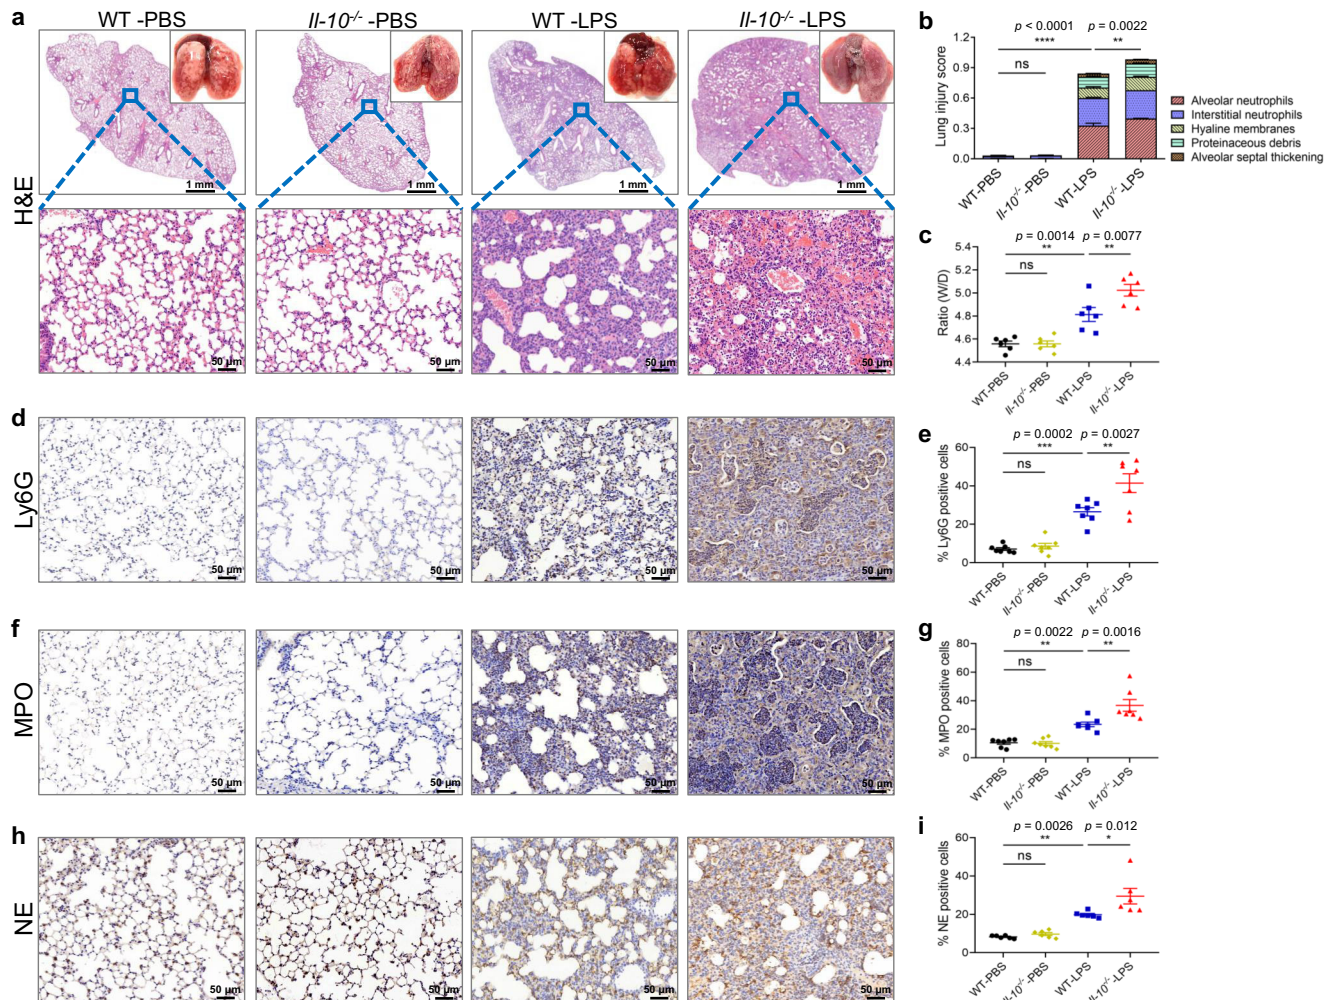 a
WT -PBS
Il-10-/- -PBS
WT -LPS
Il-10-/- -LPS
H&E
1 mm
1 mm
1 mm
1 mm
50 µm
50 µm
50 µm
50 µm
b
p < 0.0001
p = 0.0022
****
**
ns
Lung injury score
1.2
0.9
0.6
0.3
0.0
WT-PBS
Il-10-/- -PBS
WT-LPS
Il-10-/- -LPS
Alveolar neutrophils
Interstitial neutrophils
Hyaline membranes
Proteinaceous debris
Alveolar septal thickening
c
p = 0.0014
p = 0.0077
**
**
ns
Ratio (W/D)
5.4
5.2
5.0
4.8
4.6
4.4
WT-PBS
Il-10-/- -PBS
WT-LPS
Il-10-/- -LPS
d
Ly6G
50 µm
50 µm
50 µm
50 µm
e
p = 0.0002
p = 0.0027
***
**
ns
% Ly6G positive cells
60
40
20
0
WT-PBS
Il-10-/- -PBS
WT-LPS
Il-10-/- -LPS
f
MPO
50 µm
50 µm
50 µm
50 µm
g
p = 0.0022
p = 0.0016
**
**
ns
% MPO positive cells
80
60
40
20
0
WT-PBS
Il-10-/- -PBS
WT-LPS
Il-10-/- -LPS
h
NE
50 µm
50 µm
50 µm
50 µm
i
p = 0.0026
p = 0.012
**
*
ns
% NE positive cells
60
40
20
0
WT-PBS
Il-10-/- -PBS
WT-LPS
Il-10-/- -LPS